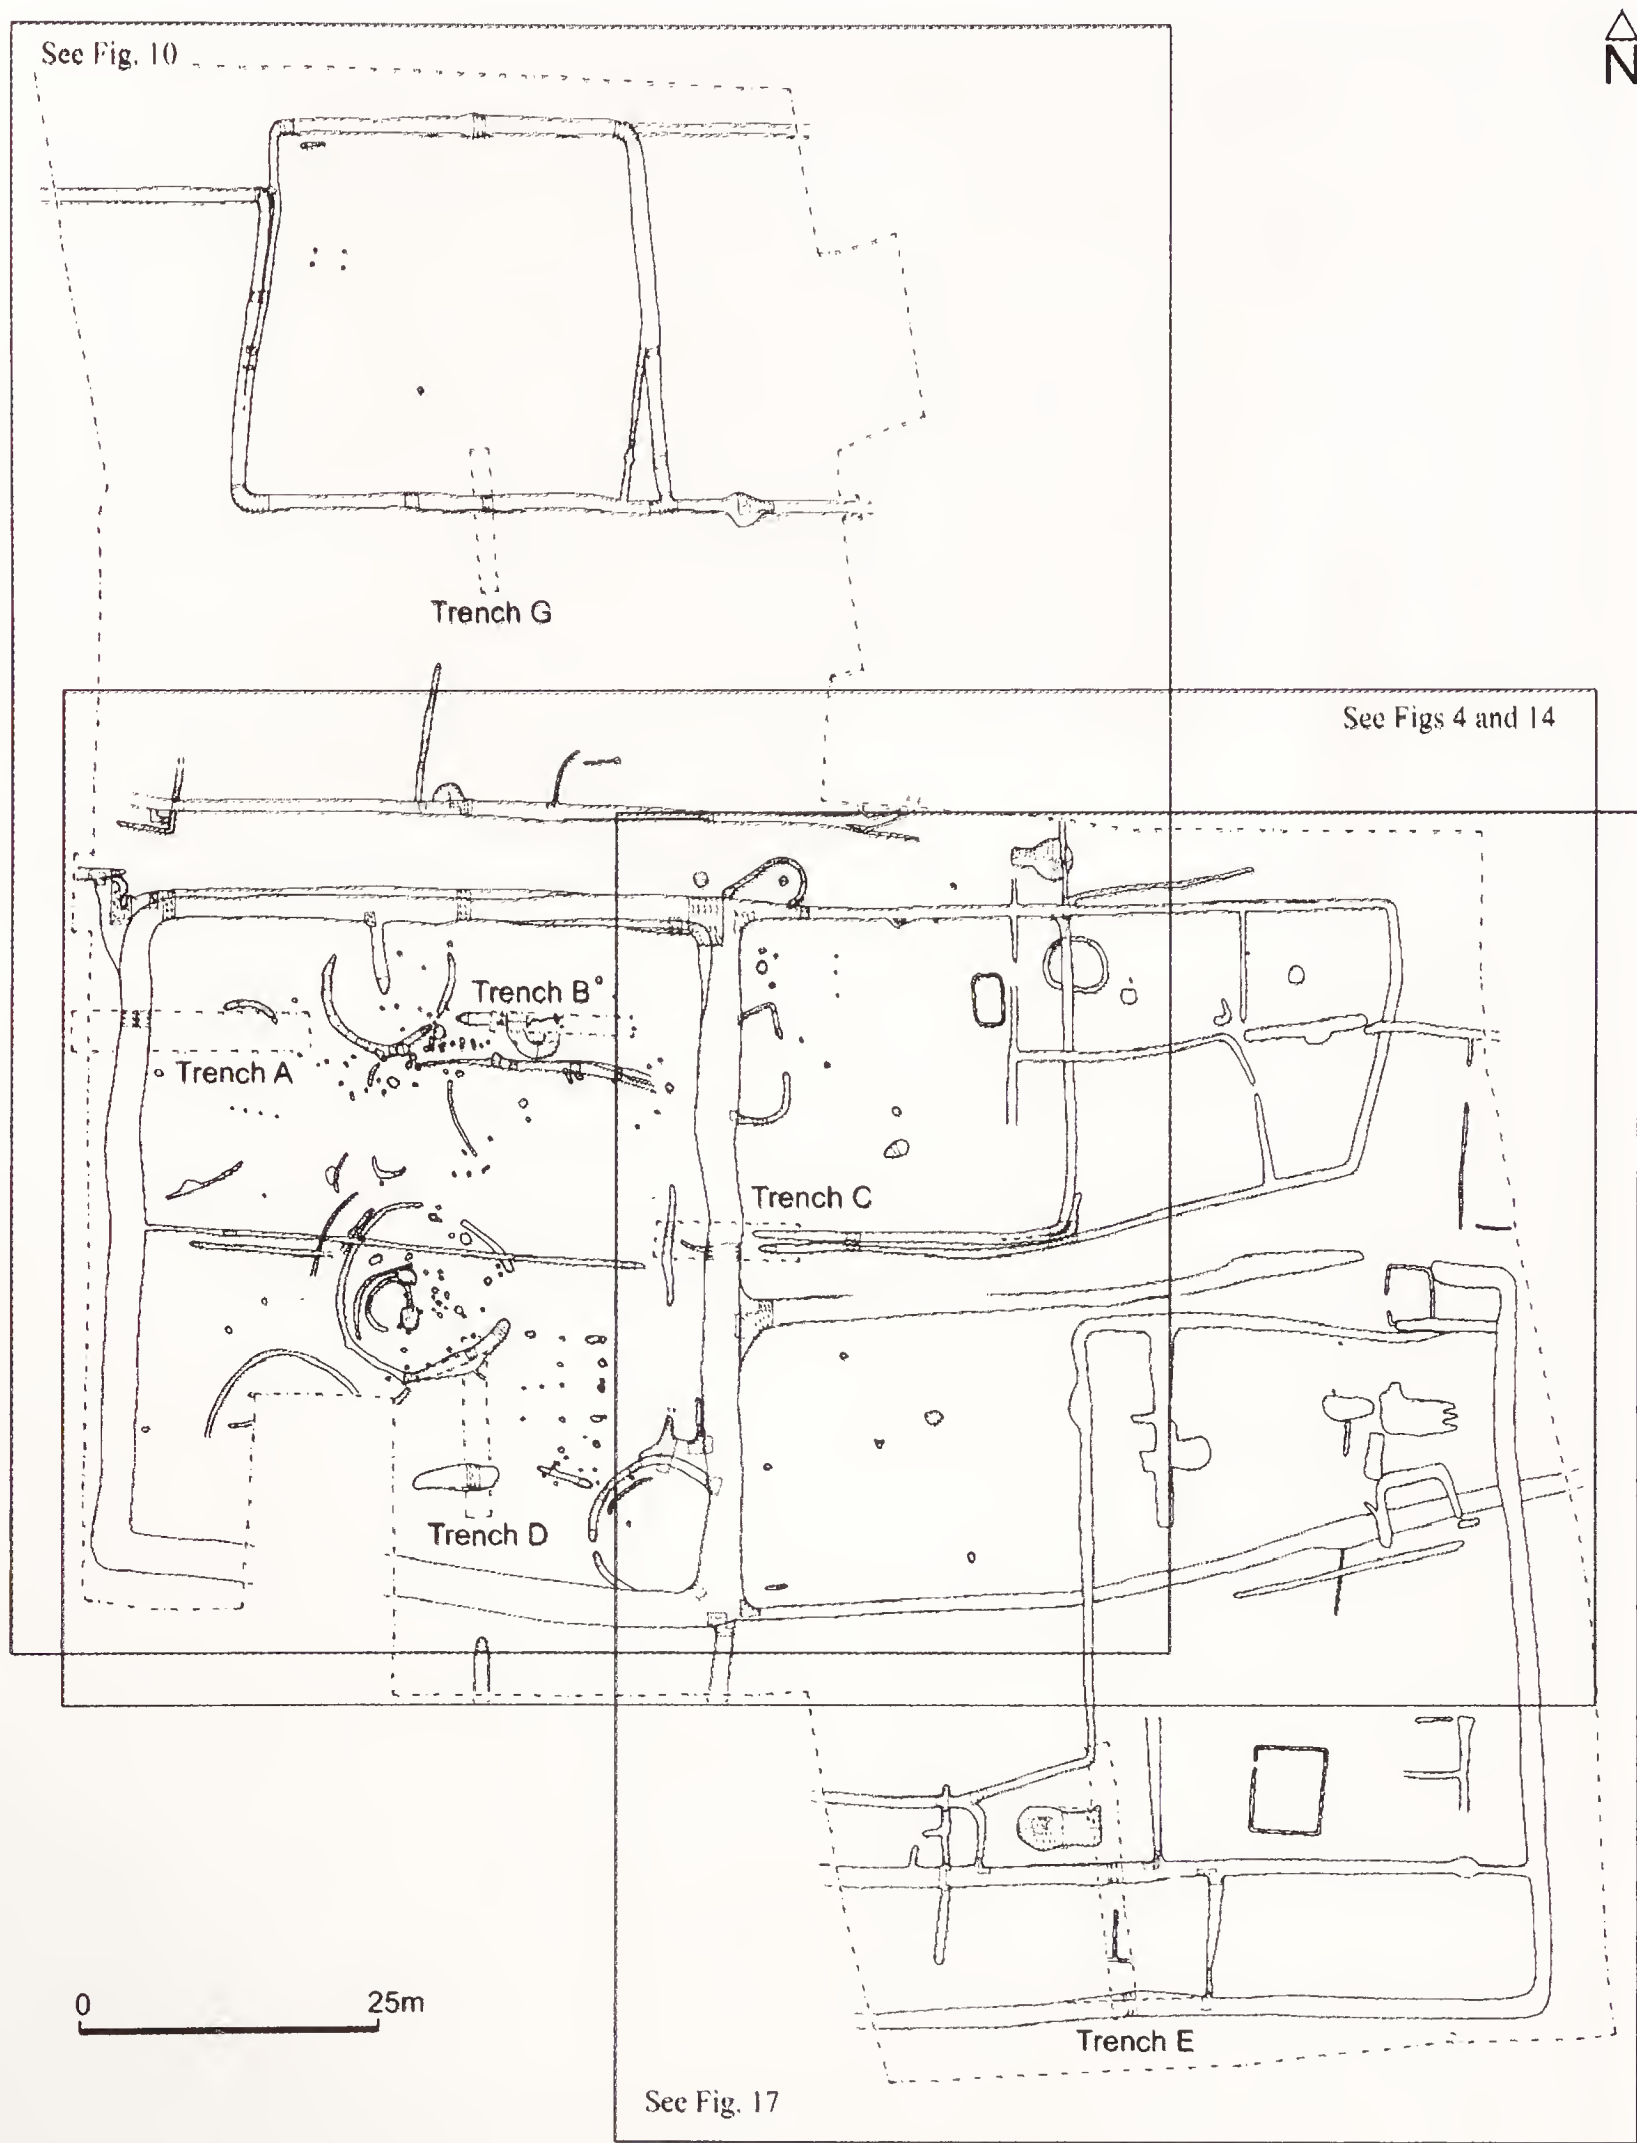 See Fig. 10
N
Trench G
See Figs 4 and 14
Trench B
Trench A
Trench C
Trench D
0 25m
Trench E
See Fig. 17